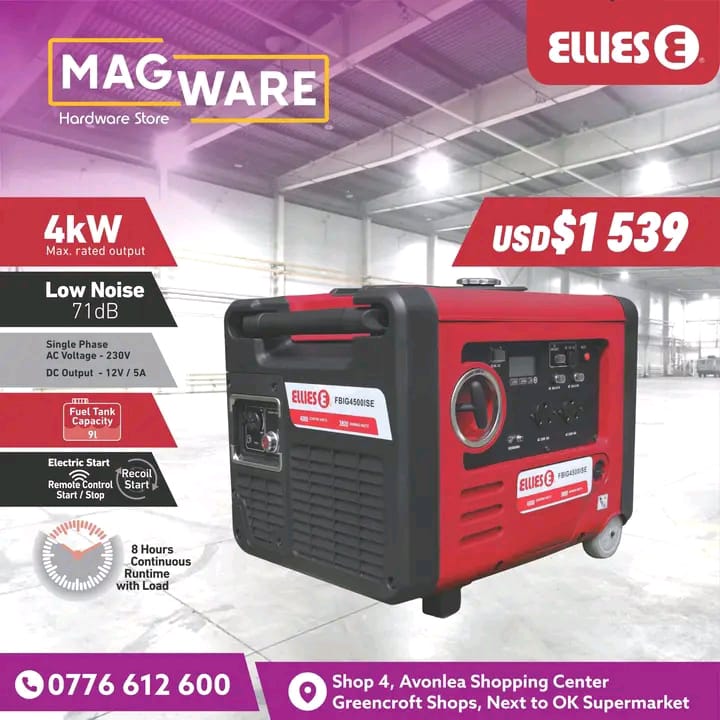 MAGWARE
Hardware Store
ELLIES
4kW
Max. rated output
USD$1 539
Low Noise
71dB
Single Phase
AC Voltage - 230V
DC Output - 12V / 5A
Fuel Tank
Capacity
9l
Electric Start
Remote Control
Start / Stop
Recoil
Start
8 Hours
Continuous
Runtime
with Load
ELLIES
FBIG4500ISE
ELLIES
FBIG4500ISE
0776 612 600
Shop 4, Avonlea Shopping Center
Greencroft Shops, Next to OK Supermarket